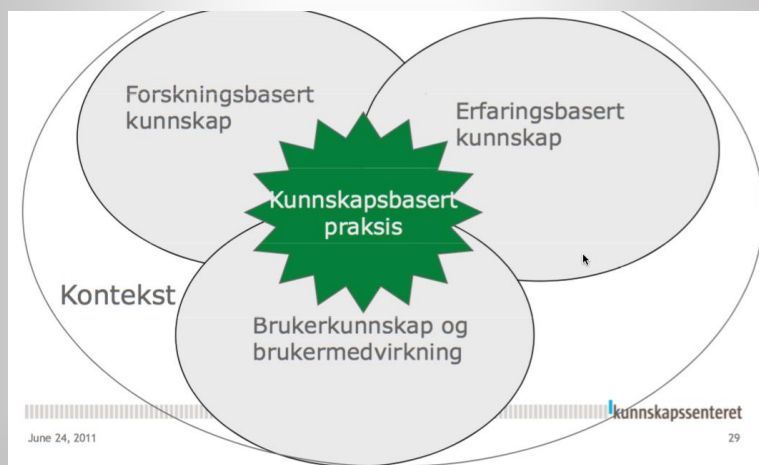 Forskningsbasert
kunnskap
Erfaringsbasert
kunnskap
Kunnskapsbasert
praksis
Kontekst
Brukerkunnskap og
brukermedvirkning
kunnskapssenteret
June 24, 2011
29